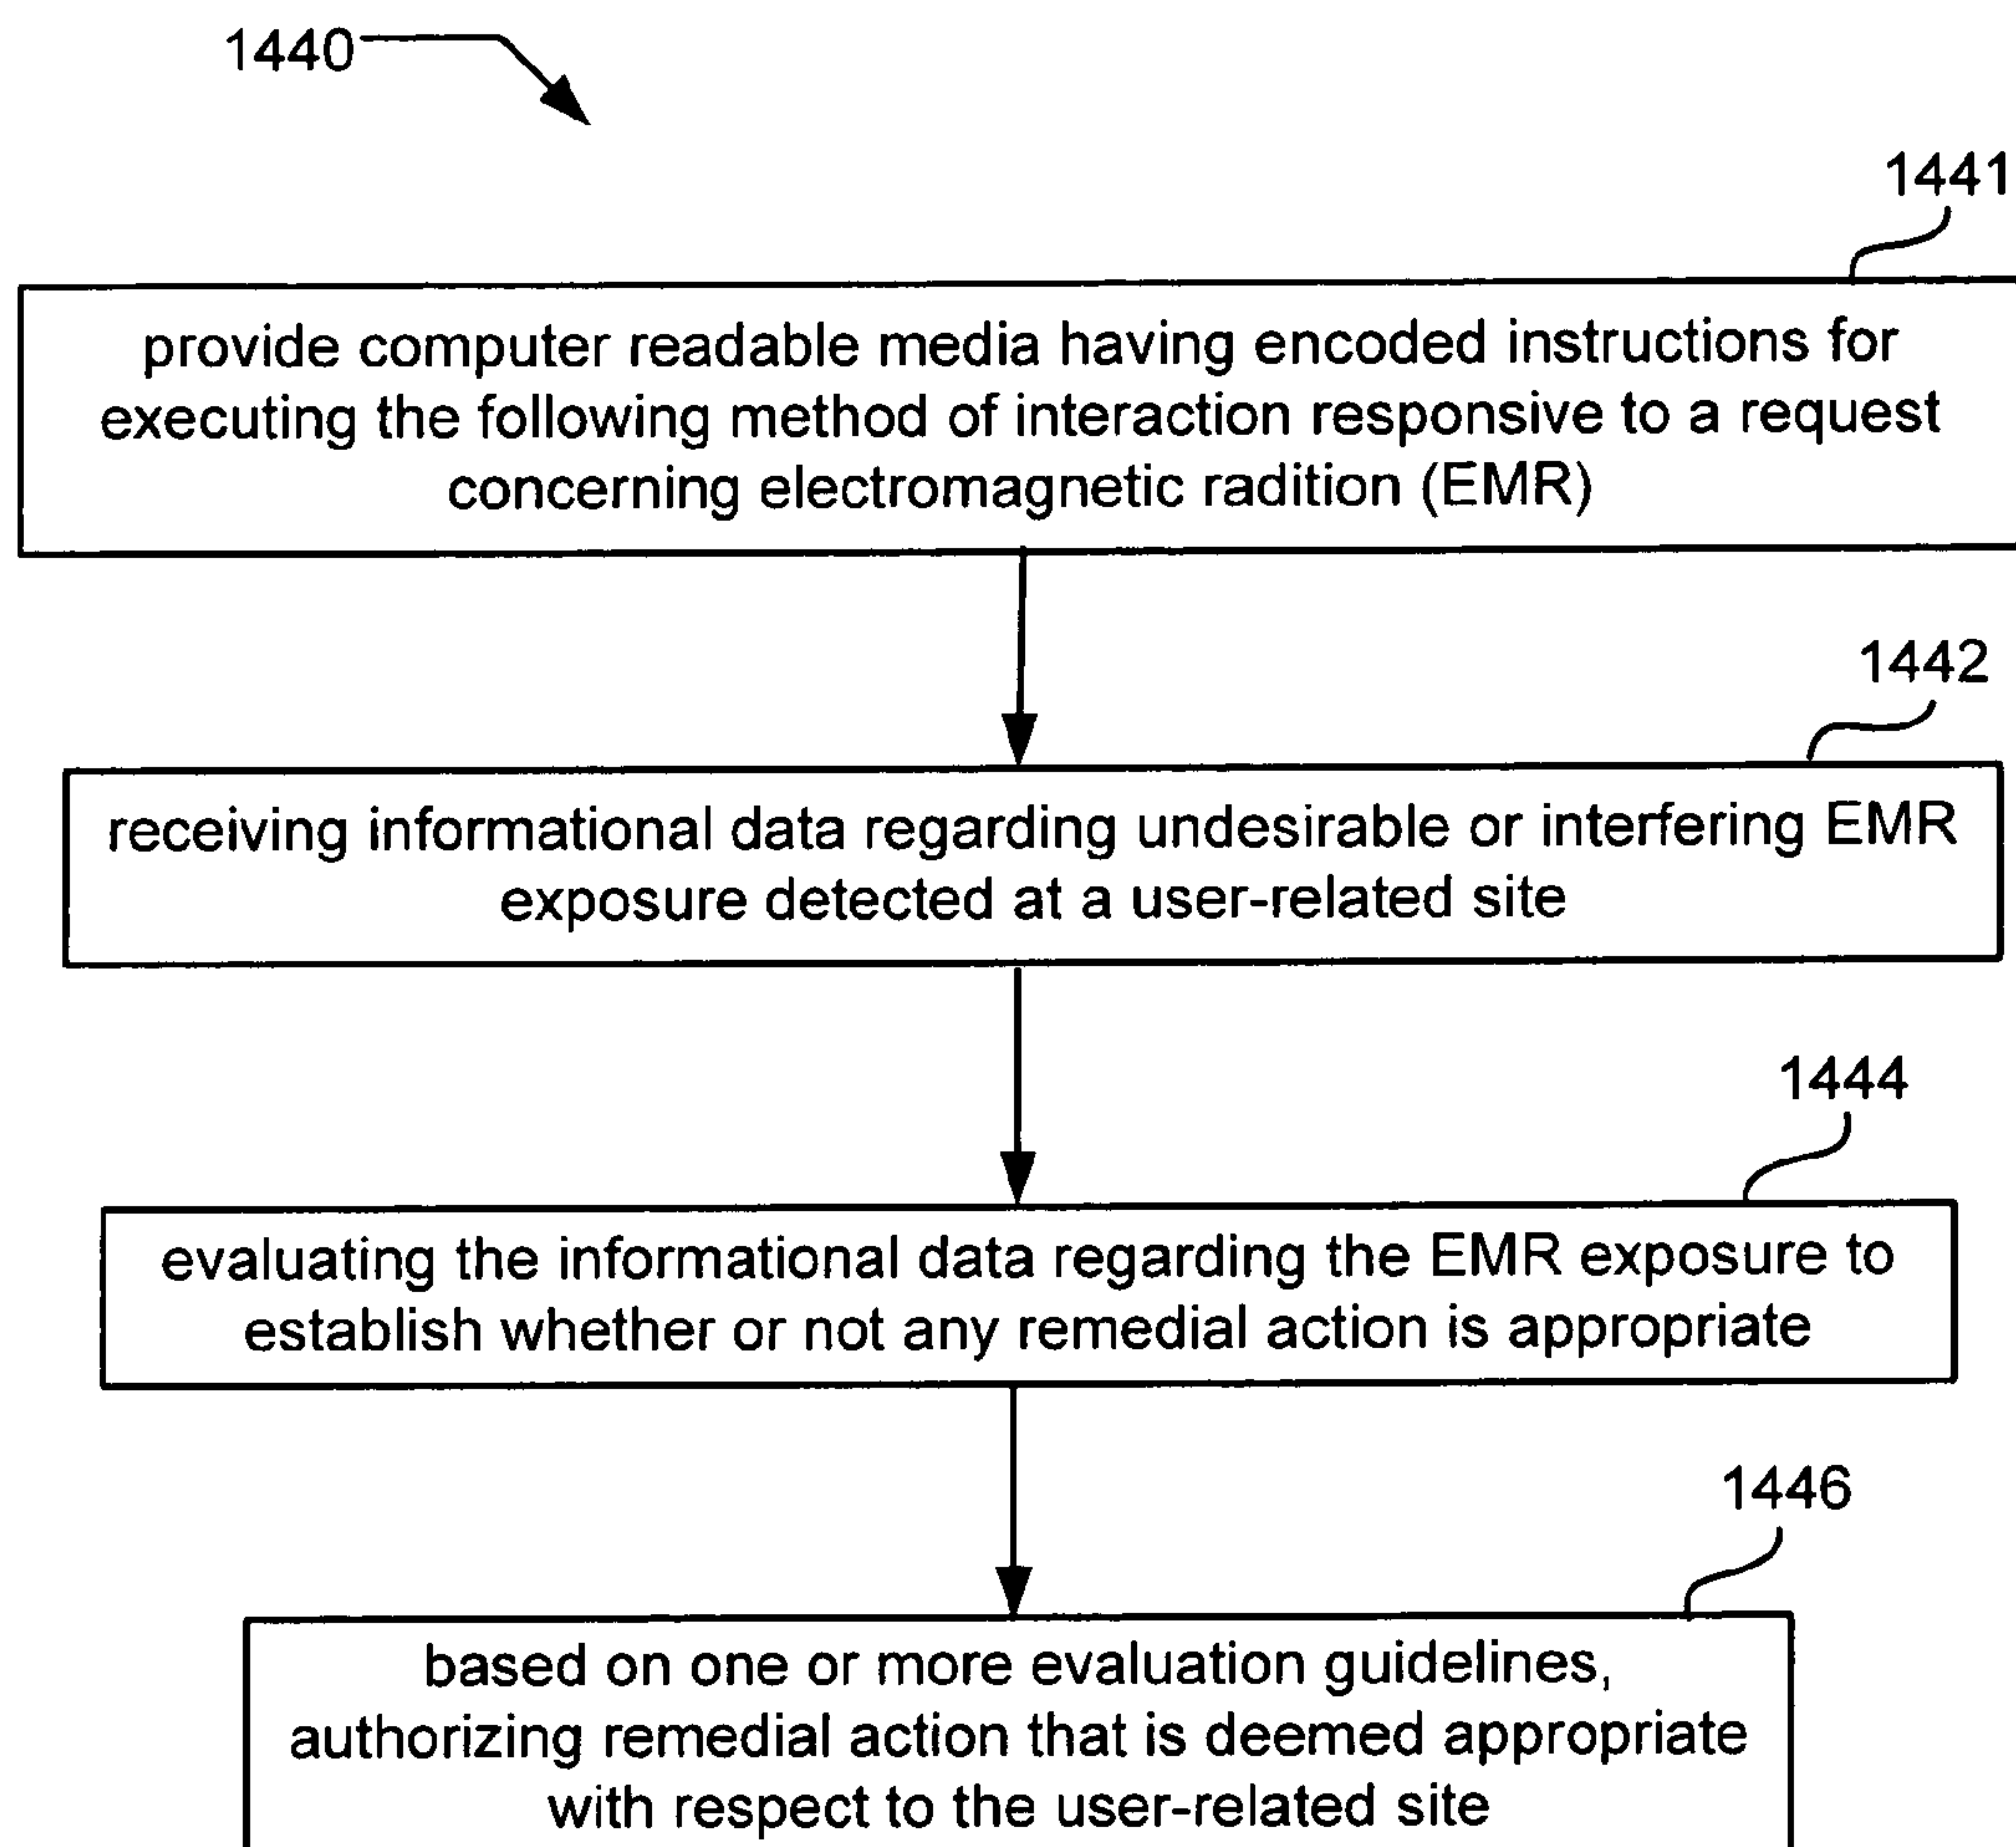 1440
1441
provide computer readable media having encoded instructions for
executing the following method of interaction responsive to a request
concerning electromagnetic radition (EMR)
1442
receiving informational data regarding undesirable or interfering EMR
exposure detected at a user-related site
1444
evaluating the informational data regarding the EMR exposure to
establish whether or not any remedial action is appropriate
1446
based on one or more evaluation guidelines,
authorizing remedial action that is deemed appropriate
with respect to the user-related site